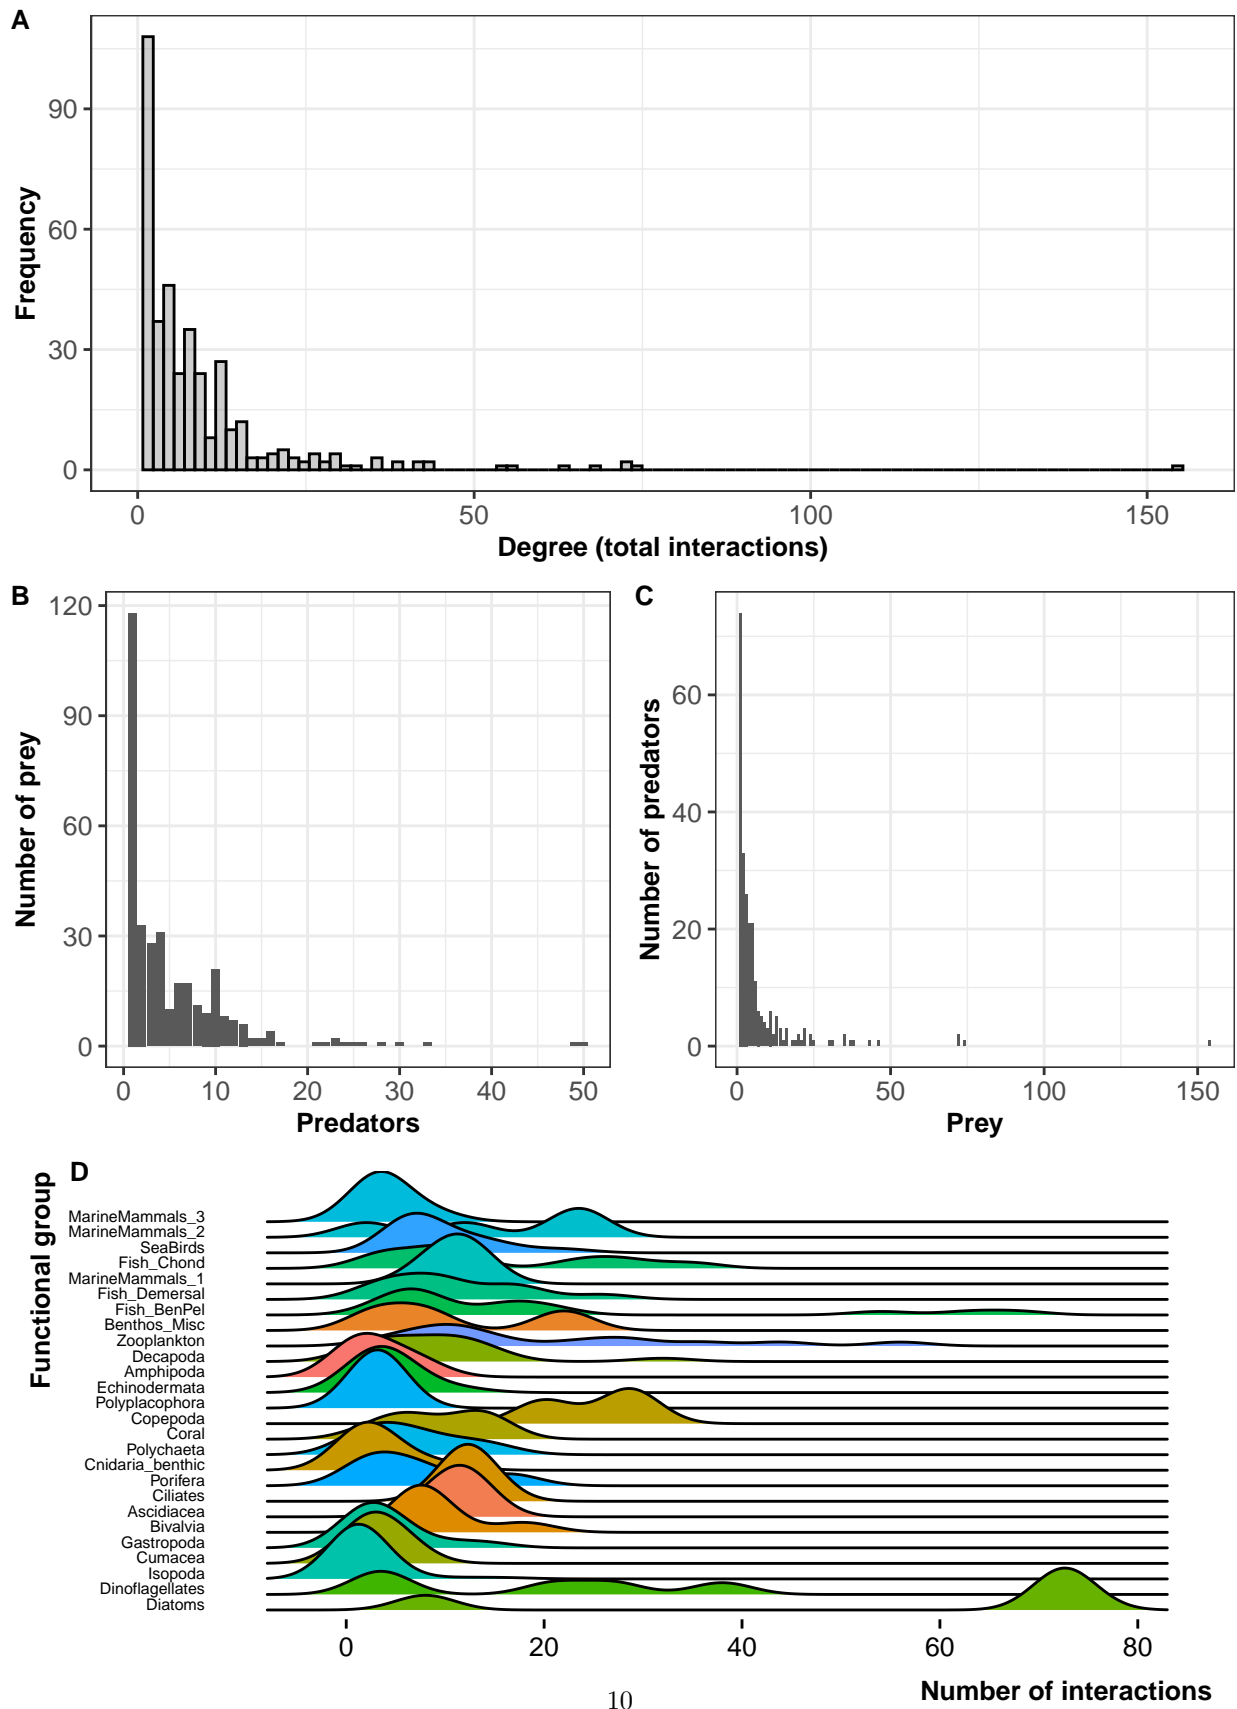 A
Frequency
90
60
30
0
0 50 100 150
Degree (total interactions)
B
Number of prey
120
90
60
30
0
0 10 20 30 40 50
Predators
C
Number of predators
60
40
20
0
0 50 100 150
Prey
D
Functional group
MarineMammals_3
MarineMammals_2
SeaBirds
Fish_Chond
MarineMammals_1
Fish_Demersal
Fish_BenPel
Benthos_Misc
Zooplankton
Decapoda
Amphipoda
Echinodermata
Polyplacophora
Copepoda
Coral
Polychaeta
Cnidaria_benthic
Porifera
Ciliates
Ascidiacea
Bivalvia
Gastropoda
Cumacea
Isopoda
Dinoflagellates
Diatoms
0 20 40 60 80
Number of interactions
10